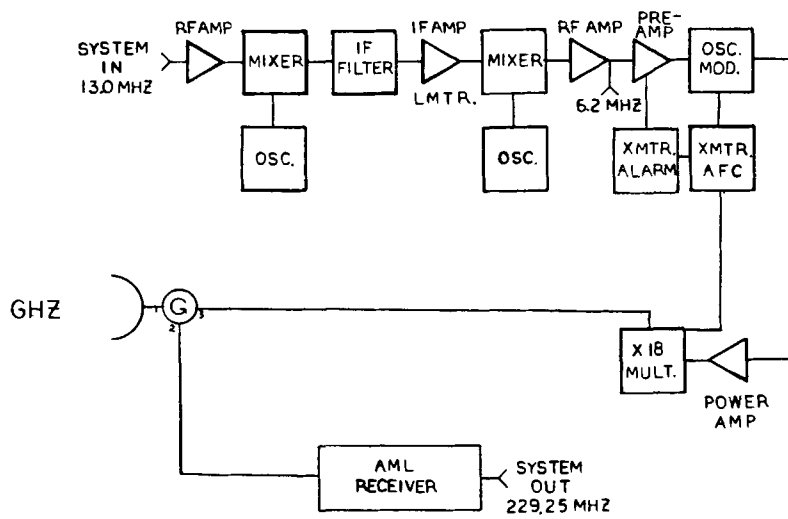 RF AMP
IF AMP
RF AMP
PRE-
AMP
SYSTEM
IN
13.0 MHZ
MIXER
IF
FILTER
MIXER
OSC.
MOD.
LMTR.
6.2 MHZ
OSC.
OSC.
XMTR.
ALARM
XMTR.
AFC
GHZ
1
G
3
2
X18
MULT.
POWER
AMP
AML
RECEIVER
SYSTEM
OUT
229.25 MHZ